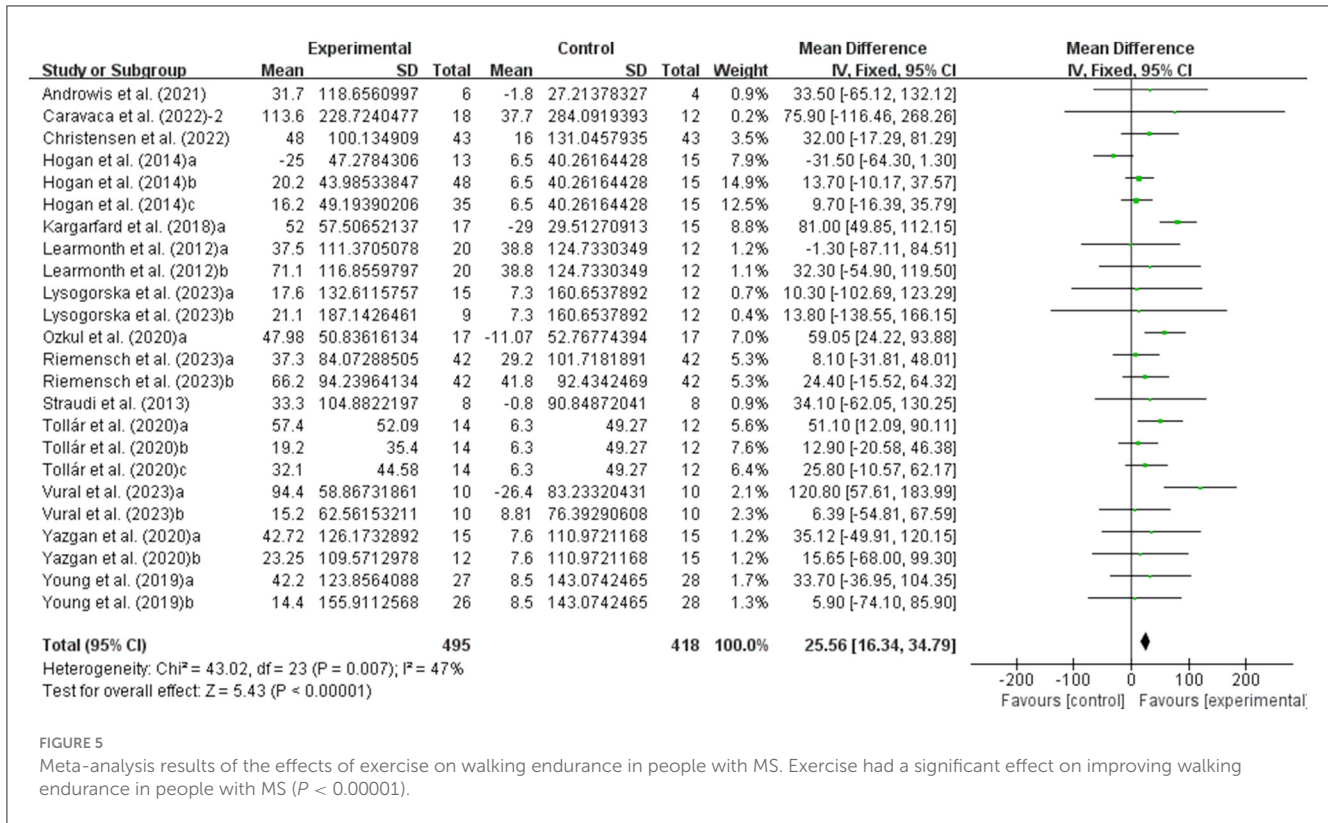 Experimental Control Mean Difference Mean Difference
Study or Subgroup Mean SD Total Mean SD Total Weight IV, Fixed, 95% CI IV, Fixed, 95% CI
Androwis et al. (2021) 31.7 118.6560997 6 -1.8 27.21378327 4 0.9% 33.50 [-65.12, 132.12]
Caravaca et al. (2022)-2 113.6 228.7240477 18 37.7 284.0919394 12 0.2% 75.90 [-116.46, 268.26]
Christensen et al. (2022) 48 100.134909 43 16 131.0457935 43 3.5% 32.00 [-17.29, 81.29]
Hogan et al. (2014)a -25 47.2784306 13 6.5 40.26164428 15 7.9% -31.50 [-64.30, 1.30]
Hogan et al. (2014)b 20.2 43.98533847 48 6.5 40.26164428 15 14.9% 13.70 [-10.17, 37.57]
Hogan et al. (2014)c 16.2 49.19390206 35 6.5 40.26164428 15 12.5% 9.70 [-16.39, 35.79]
Kargarfard et al. (2018)a 52 57.50652137 17 -29 29.51270913 15 8.8% 81.00 [49.85, 112.15]
Learmonth et al. (2012)a 37.5 111.3705078 20 38.8 124.7330349 12 1.2% -1.30 [-87.11, 84.51]
Learmonth et al. (2012)b 71.1 116.8559797 20 38.8 124.7330349 12 1.1% 32.30 [-54.90, 119.50]
Lysogorska et al. (2023)a 17.6 132.6115757 15 7.3 160.6537892 12 0.7% 10.30 [-102.69, 123.29]
Lysogorska et al. (2023)b 21.1 187.1426461 9 7.3 160.6537892 12 0.4% 13.80 [-138.55, 166.15]
Ozkul et al. (2020)a 47.98 50.83616134 17 -11.07 52.76774394 17 7.0% 59.05 [24.22, 93.88]
Riemensch et al. (2023)a 37.3 84.07288505 42 29.2 101.7181891 42 5.3% 8.10 [-31.81, 48.01]
Riemensch et al. (2023)b 66.2 94.23964134 42 41.8 92.4342469 42 5.3% 24.40 [-15.52, 64.32]
Straudi et al. (2013) 33.3 104.8822197 8 -0.8 90.84872041 8 0.9% 34.10 [-62.05, 130.25]
Tollár et al. (2020)a 57.4 52.09 14 6.3 49.27 12 5.6% 51.10 [12.09, 90.11]
Tollár et al. (2020)b 19.2 35.4 14 6.3 49.27 12 7.6% 12.90 [-20.58, 46.38]
Tollár et al. (2020)c 32.1 44.58 14 6.3 49.27 12 6.4% 25.80 [-10.57, 62.17]
Vural et al. (2023)a 94.4 58.86731861 10 -26.4 83.23320431 10 2.1% 120.80 [57.61, 183.99]
Vural et al. (2023)b 15.2 62.56153211 10 8.81 76.39290608 10 2.3% 6.39 [-54.81, 67.59]
Yazgan et al. (2020)a 42.72 126.1732892 15 7.6 110.9721168 15 1.2% 35.12 [-49.91, 120.15]
Yazgan et al. (2020)b 23.25 109.5712978 12 7.6 110.9721168 15 1.2% 15.65 [-68.00, 99.30]
Young et al. (2019)a 42.2 123.8564088 27 8.5 143.0742465 28 1.7% 33.70 [-36.95, 104.35]
Young et al. (2019)b 14.4 155.9112568 26 8.5 143.0742465 28 1.3% 5.90 [-74.10, 85.90]
Total (95% CI) 495 418 100.0% 25.56 [16.34, 34.79]
Heterogeneity: Chi² = 43.02, df = 23 (P = 0.007); I² = 47%
Test for overall effect: Z = 5.43 (P < 0.00001)
-200 -100 0 100 200
Favours [control] Favours [experimental]
FIGURE 5
Meta-analysis results of the effects of exercise on walking endurance in people with MS. Exercise had a significant effect on improving walking
endurance in people with MS (P < 0.00001).